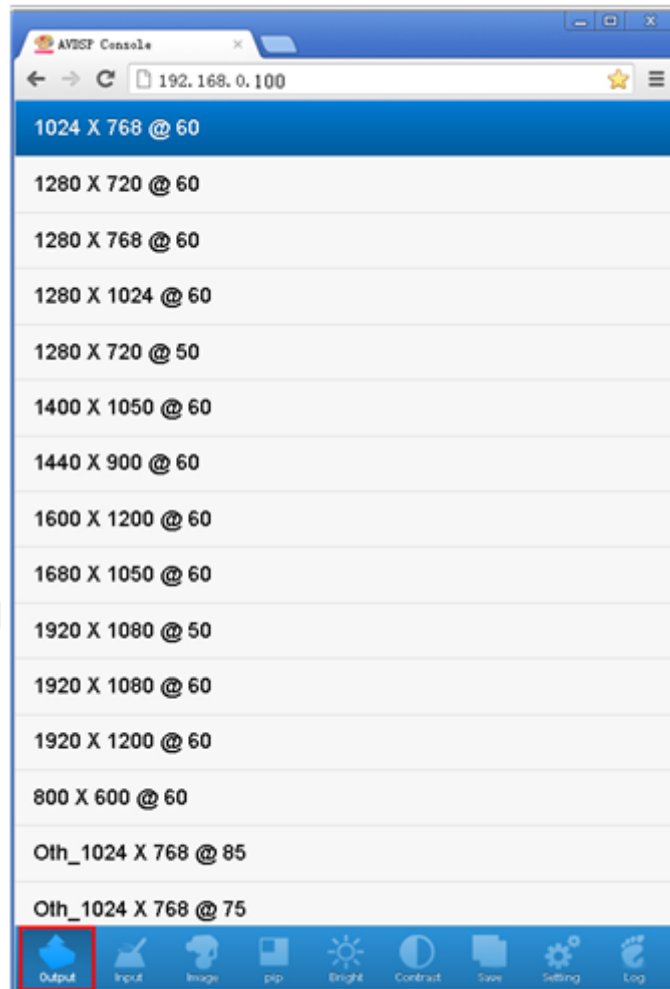 AVDSP Console
192.168.0.100
1024 X 768 @ 60
1280 X 720 @ 60
1280 X 768 @ 60
1280 X 1024 @ 60
1280 X 720 @ 50
1400 X 1050 @ 60
1440 X 900 @ 60
1600 X 1200 @ 60
1680 X 1050 @ 60
1920 X 1080 @ 50
1920 X 1080 @ 60
1920 X 1200 @ 60
800 X 600 @ 60
Oth_1024 X 768 @ 85
Oth_1024 X 768 @ 75
Output Input Image pip Bright Contrast Save Setting Log